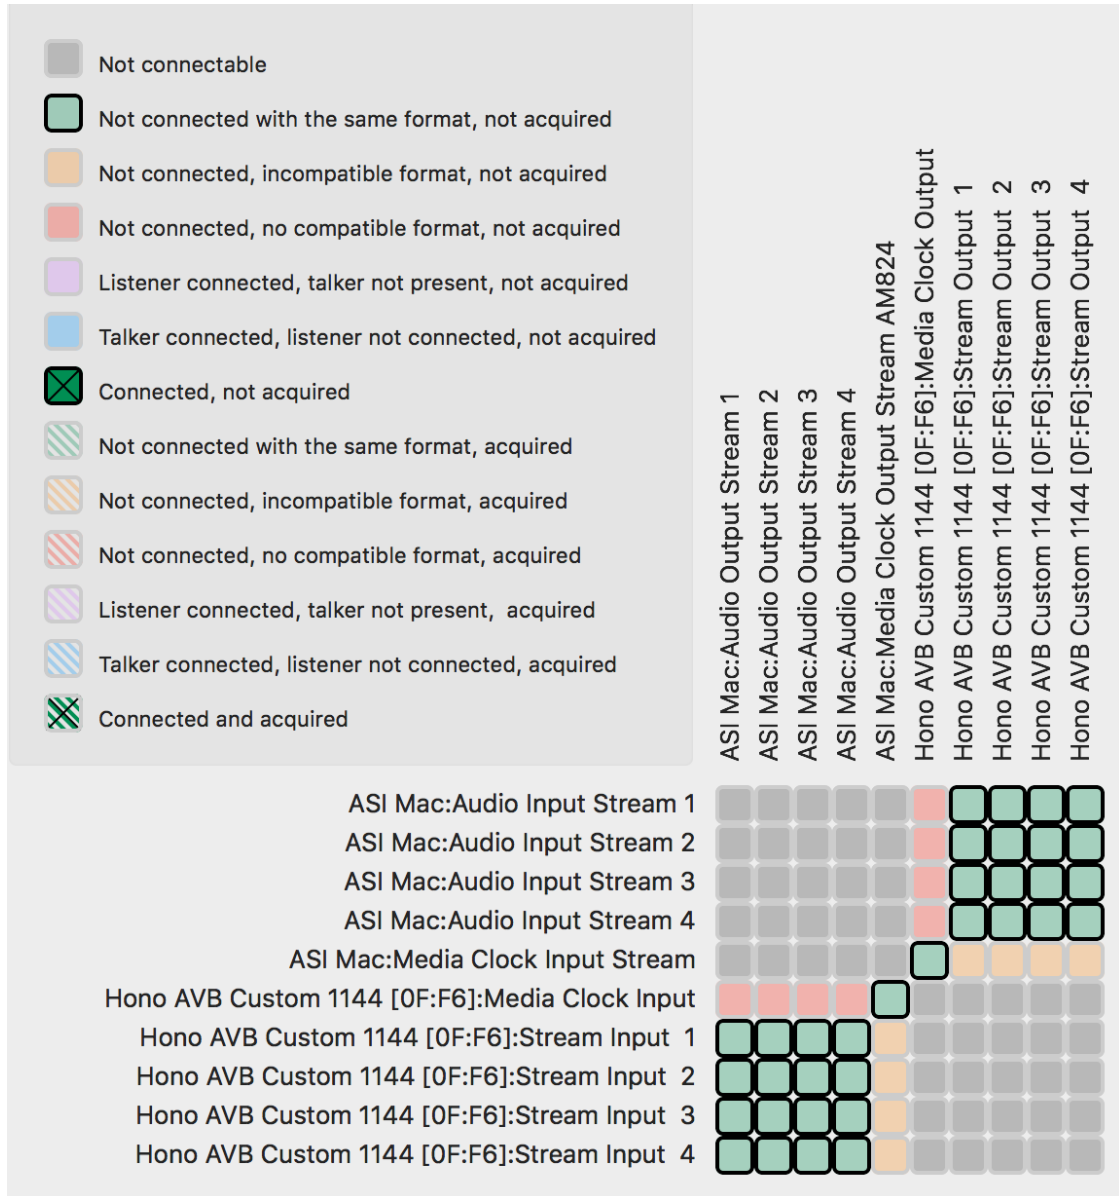 Not connectable
Not connected with the same format, not acquired
Not connected, incompatible format, not acquired
Not connected, no compatible format, not acquired
Listener connected, talker not present, not acquired
Talker connected, listener not connected, not acquired
Connected, not acquired
Not connected with the same format, acquired
Not connected, incompatible format, acquired
Not connected, no compatible format, acquired
Listener connected, talker not present,  acquired
Talker connected, listener not connected, acquired
Connected and acquired
ASI Mac:Audio Output Stream 1
ASI Mac:Audio Output Stream 2
ASI Mac:Audio Output Stream 3
ASI Mac:Audio Output Stream 4
ASI Mac:Media Clock Output Stream AM824
Hono AVB Custom 1144 [0F:F6]:Media Clock Output
Hono AVB Custom 1144 [0F:F6]:Stream Output  1
Hono AVB Custom 1144 [0F:F6]:Stream Output  2
Hono AVB Custom 1144 [0F:F6]:Stream Output  3
Hono AVB Custom 1144 [0F:F6]:Stream Output  4
ASI Mac:Audio Input Stream 1
ASI Mac:Audio Input Stream 2
ASI Mac:Audio Input Stream 3
ASI Mac:Audio Input Stream 4
ASI Mac:Media Clock Input Stream
Hono AVB Custom 1144 [0F:F6]:Media Clock Input
Hono AVB Custom 1144 [0F:F6]:Stream Input  1
Hono AVB Custom 1144 [0F:F6]:Stream Input  2
Hono AVB Custom 1144 [0F:F6]:Stream Input  3
Hono AVB Custom 1144 [0F:F6]:Stream Input  4